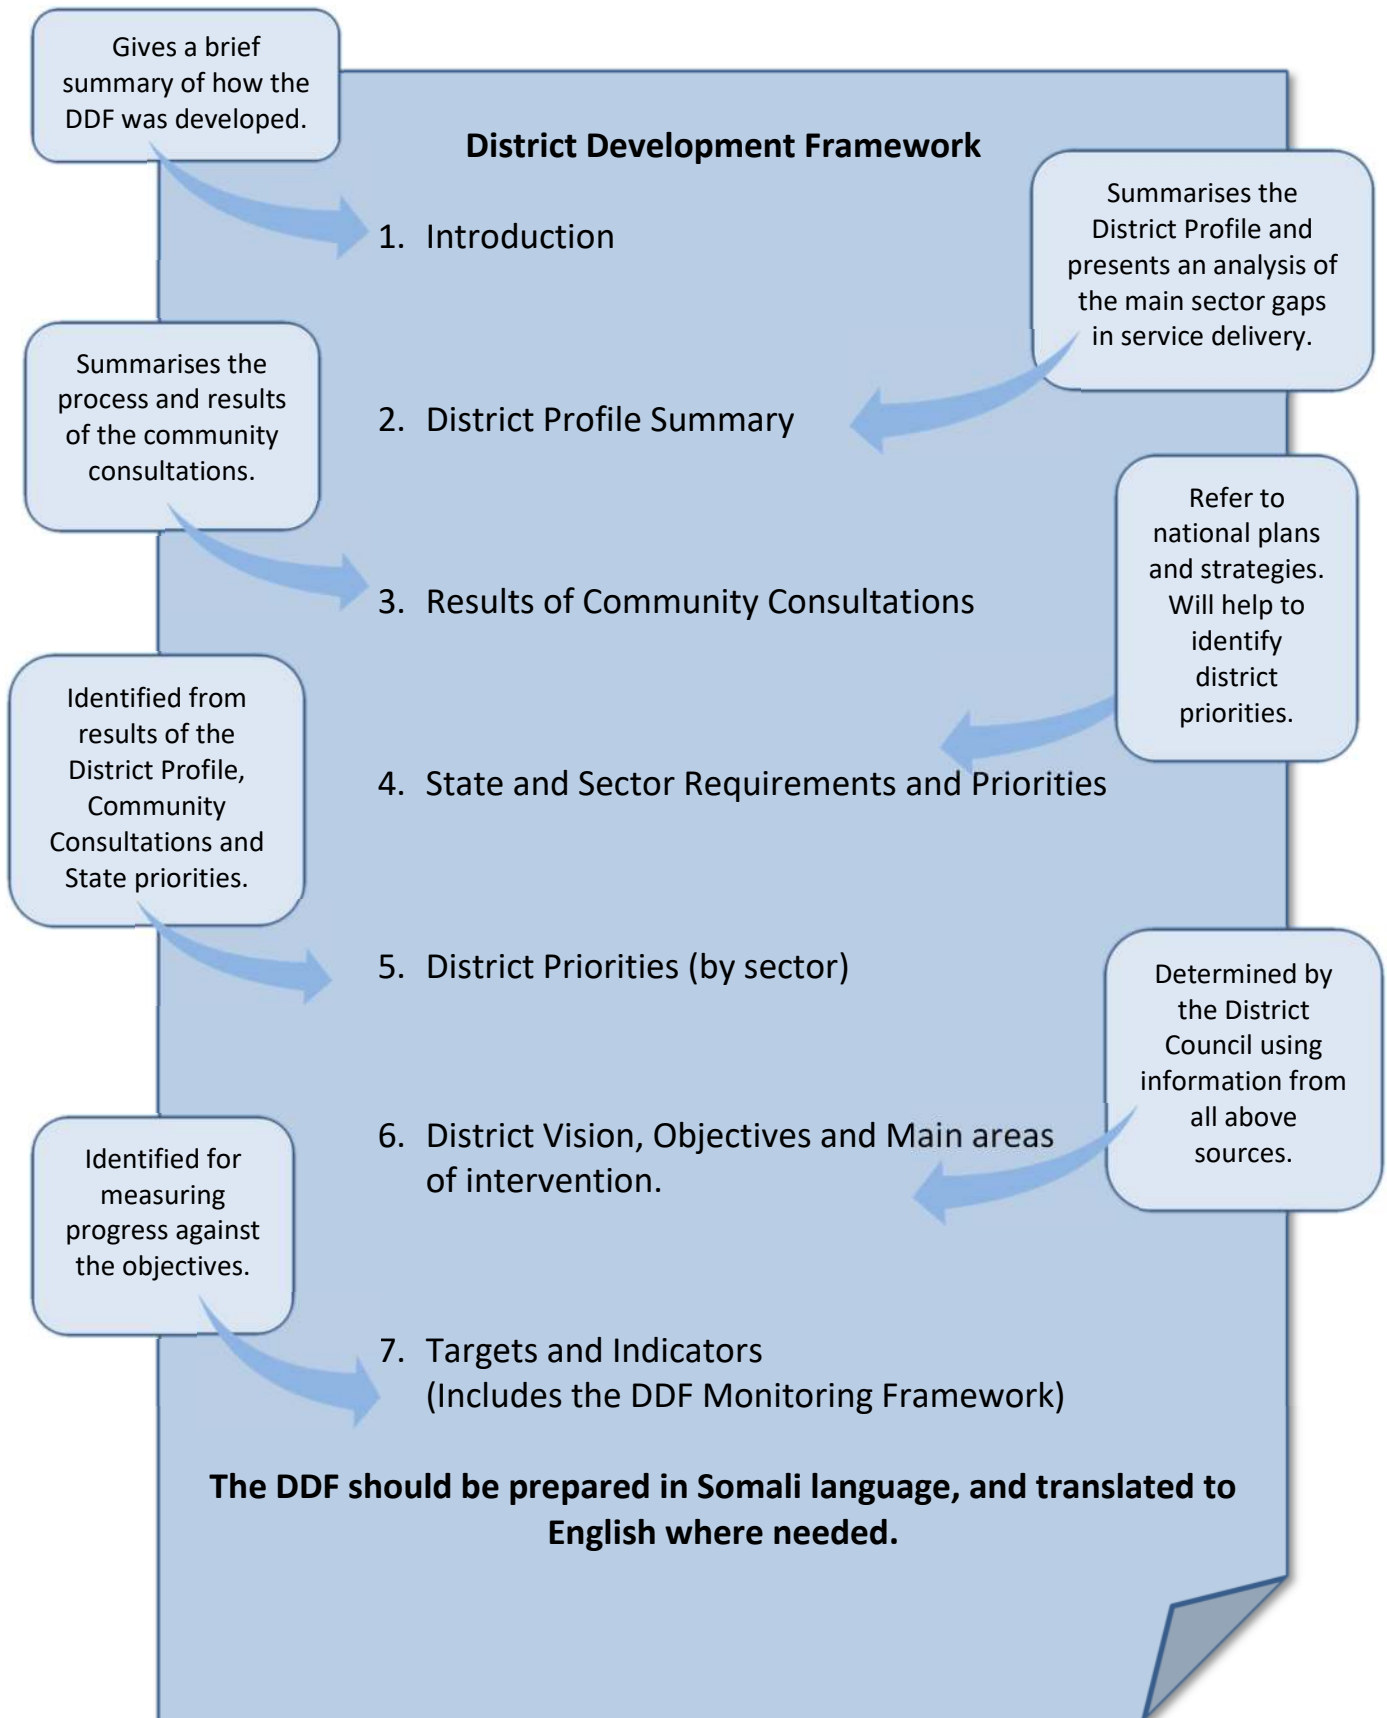 Gives a brief
summary of how the
DDF was developed.
District Development Framework
1. Introduction
Summarises the
District Profile and
presents an analysis of
the main sector gaps
in service delivery.
2. District Profile Summary
Summarises the
process and results
of the community
consultations.
3. Results of Community Consultations
Refer to
national plans
and strategies.
Will help to
identify
district
priorities.
4. State and Sector Requirements and Priorities
Identified from
results of the
District Profile,
Community
Consultations and
State priorities.
5. District Priorities (by sector)
Determined by
the District
Council using
information from
all above
sources.
6. District Vision, Objectives and Main areas
of intervention.
Identified for
measuring
progress against
the objectives.
7. Targets and Indicators
(Includes the DDF Monitoring Framework)
The DDF should be prepared in Somali language, and translated to
English where needed.